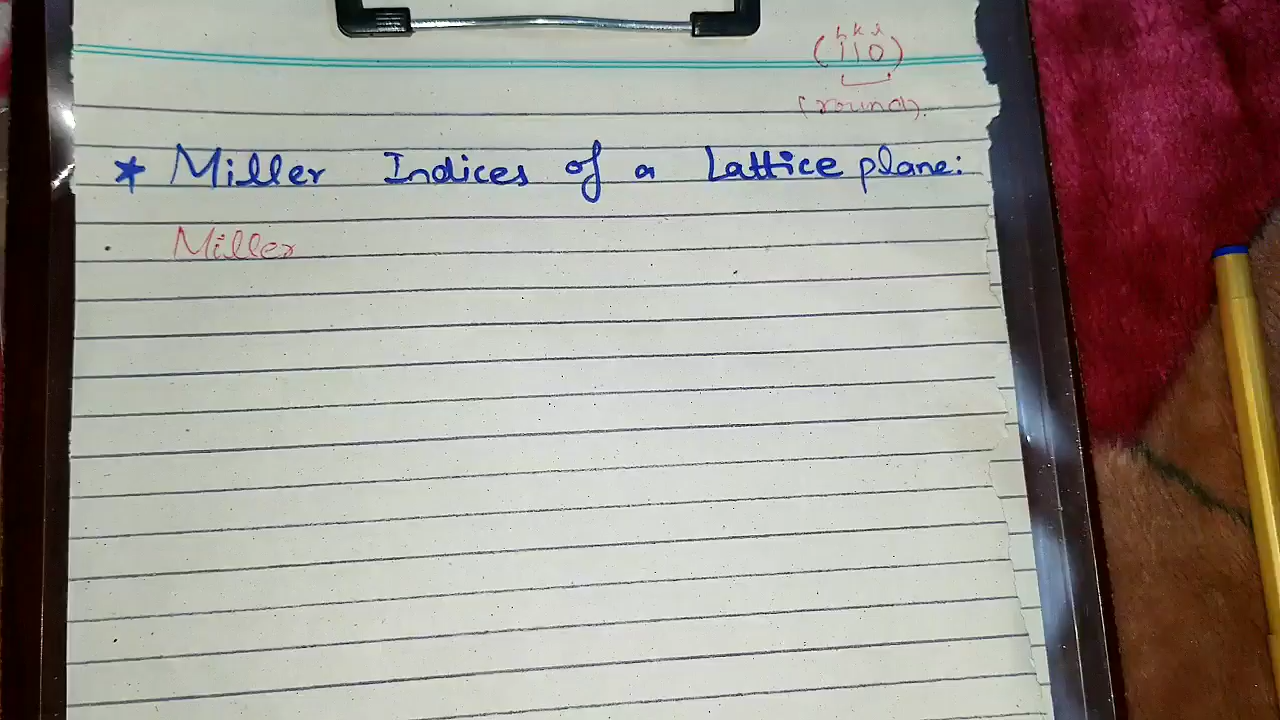 h k l
(110)
(round).
* Miller Indices of a Lattice plane:
. Miller